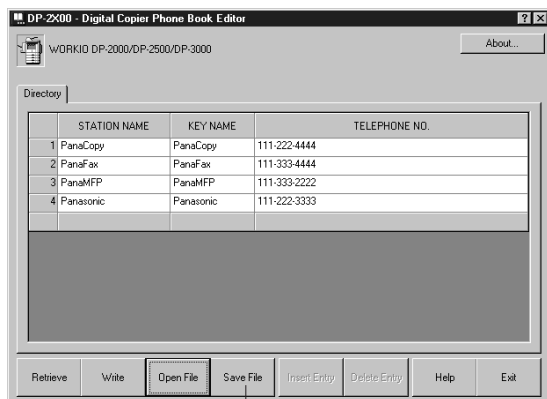 DP-2X00 - Digital Copier Phone Book Editor
WORKIO DP-2000/DP-2500/DP-3000
About...
Directory
STATION NAME KEY NAME TELEPHONE NO.
1 PanaCopy PanaCopy 111-222-4444
2 PanaFax PanaFax 111-333-4444
3 PanaMFP PanaMFP 111-333-2222
4 Panasonic Panasonic 111-222-3333
Retrieve Write Open File Save File Insert Entry Delete Entry Help Exit